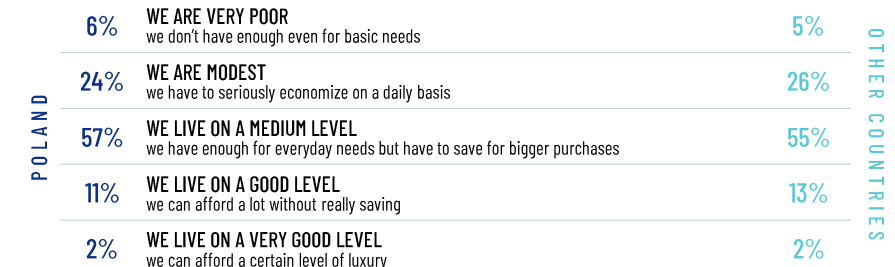 POLAND
6%
WE ARE VERY POOR
we don't have enough even for basic needs
5%
24%
WE ARE MODEST
we have to seriously economize on a daily basis
26%
57%
WE LIVE ON A MEDIUM LEVEL
we have enough for everyday needs but have to save for bigger purchases
55%
11%
WE LIVE ON A GOOD LEVEL
we can afford a lot without really saving
13%
2%
WE LIVE ON A VERY GOOD LEVEL
we can afford a certain level of luxury
2%
OTHER COUNTRIES